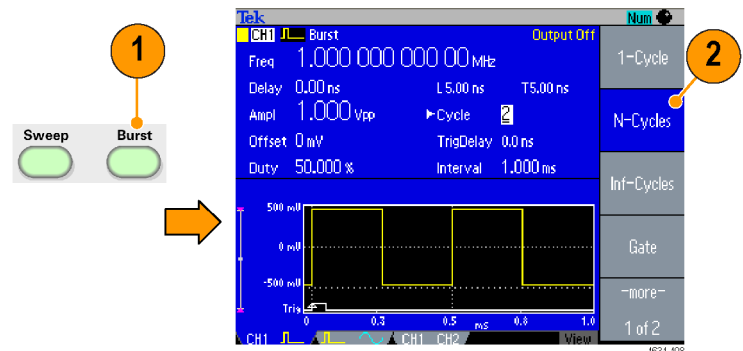 1
Sweep Burst
Tek Num
CH1 Burst Output Off
Freq 1.000 000 000 00 MHz
Delay 0.00 ns L 5.00 ns T5.00 ns
Ampl 1.000 Vpp ►Cycle 2
Offset 0 mV TrigDelay 0.0 ns
Duty 50.000 % Interval 1.000 ms
500 mV
0 mV
-500 mV
Trig
0 0.3 0.5 ms 0.8 1.0
CH1 CH1 CH2 View
1-Cycle
2
N-Cycles
Inf-Cycles
Gate
-more-
1 of 2